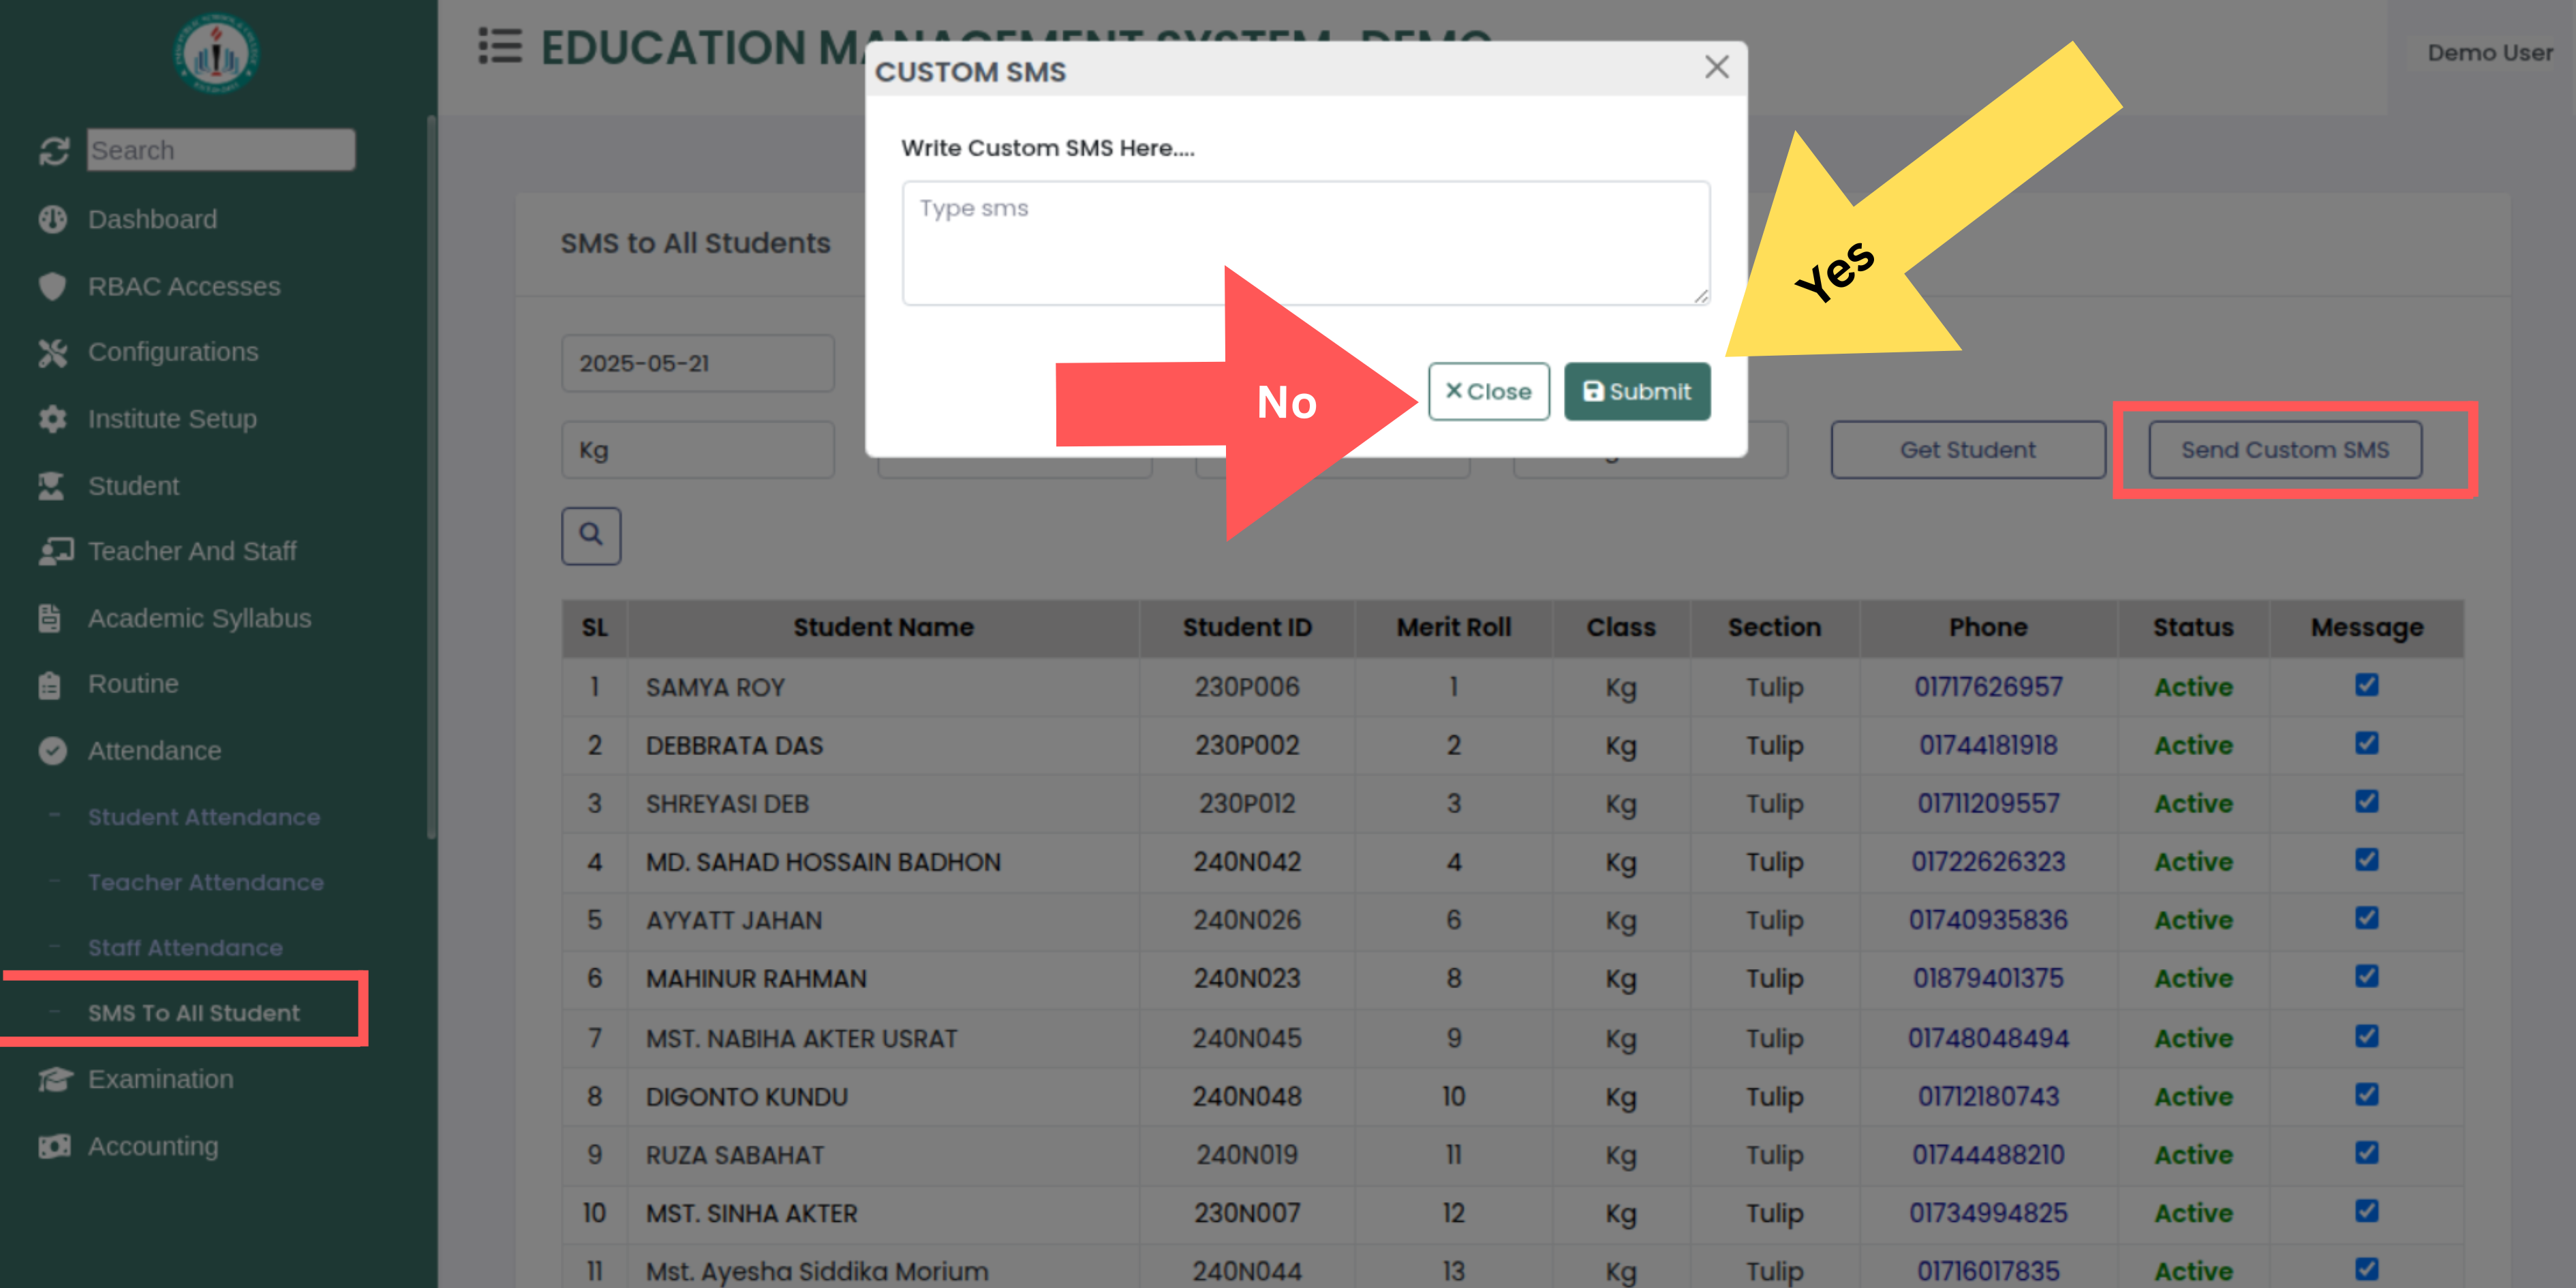 EDUCATION MANAGEMENT SYSTEM- DEMO
Demo User
Search
Dashboard
RBAC Accesses
Configurations
Institute Setup
Student
Teacher And Staff
Academic Syllabus
Routine
Attendance
- Student Attendance
- Teacher Attendance
- Staff Attendance
- SMS To All Student
Examination
Accounting
CUSTOM SMS
Write Custom SMS Here....
Type sms
Close
Submit
No
Yes
SMS to All Students
2025-05-21
Kg
Get Student
Send Custom SMS
SL Student Name Student ID Merit Roll Class Section Phone Status Message
1 SAMYA ROY 230P006 1 Kg Tulip 01717626957 Active
2 DEBBRATA DAS 230P002 2 Kg Tulip 01744181918 Active
3 SHREYASI DEB 230P012 3 Kg Tulip 01711209557 Active
4 MD. SAHAD HOSSAIN BADHON 240N042 4 Kg Tulip 01722626323 Active
5 AYYATT JAHAN 240N026 6 Kg Tulip 01740935836 Active
6 MAHINUR RAHMAN 240N023 8 Kg Tulip 01879401375 Active
7 MST. NABIHA AKTER USRAT 240N045 9 Kg Tulip 01748048494 Active
8 DIGONTO KUNDU 240N048 10 Kg Tulip 01712180743 Active
9 RUZA SABAHAT 240N019 11 Kg Tulip 01744488210 Active
10 MST. SINHA AKTER 230N007 12 Kg Tulip 01734994825 Active
11 Mst. Ayesha Siddika Morium 240N044 13 Kg Tulip 01716017835 Active